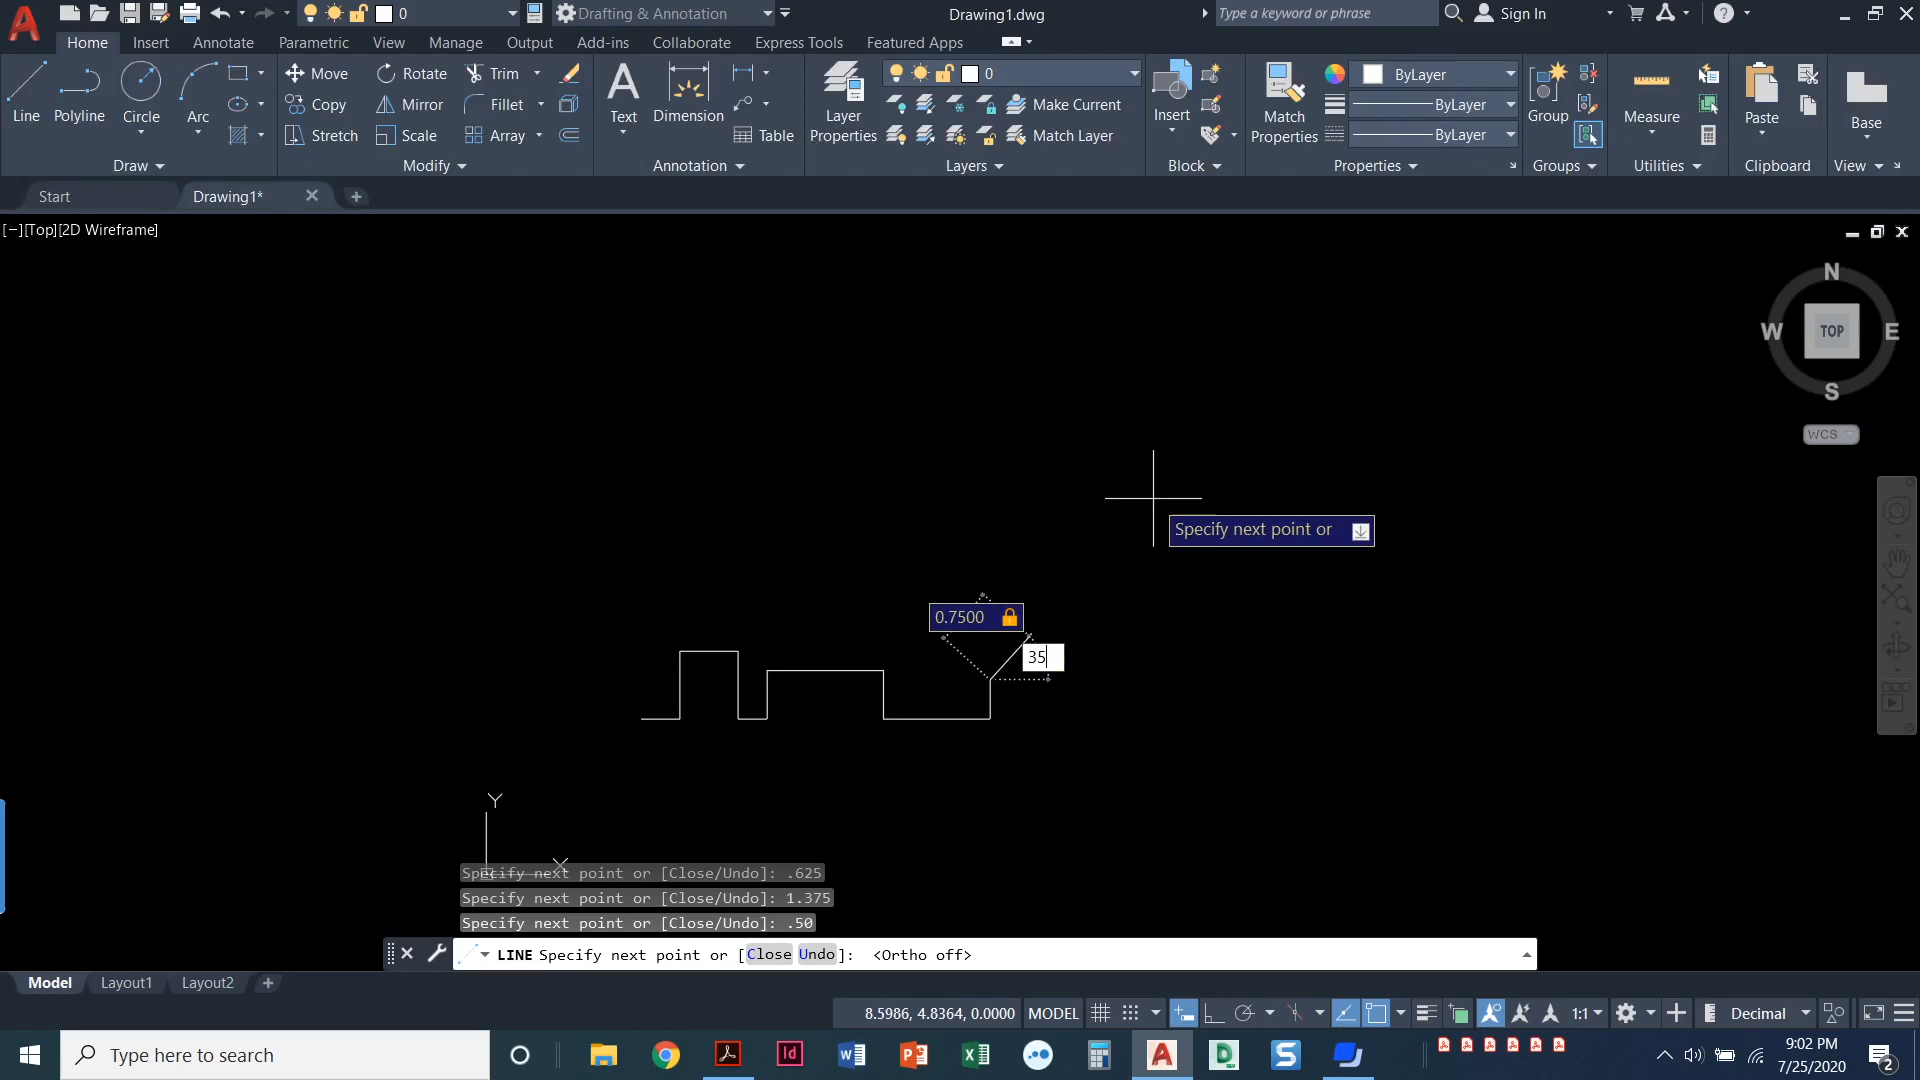 0
Drafting & Annotation
Drawing1.dwg
Type a keyword or phrase
Sign In
Home
Insert
Annotate
Parametric
View
Manage
Output
Add-ins
Collaborate
Express Tools
Featured Apps
Line
Polyline
Circle
Arc
Draw
Move
Rotate
Trim
Copy
Mirror
Fillet
Stretch
Scale
Array
Modify
Text
Dimension
Table
Annotation
Layer
Properties
0
Make Current
Match Layer
Layers
Insert
Block
Match
Properties
ByLayer
ByLayer
ByLayer
Properties
Group
Groups
Measure
Utilities
Paste
Clipboard
Base
View
Start
Drawing1*
[−][Top][2D Wireframe]
N
W
TOP
E
S
WCS
Specify next point or
0.7500
35
Y
X
Specify next point or [Close/Undo]: .625
Specify next point or [Close/Undo]: 1.375
Specify next point or [Close/Undo]: .50
LINE Specify next point or [Close Undo]: <Ortho off>
Model
Layout1
Layout2
8.5986, 4.8364, 0.0000
MODEL
1:1
Decimal
Type here to search
9:02 PM
7/25/2020
2